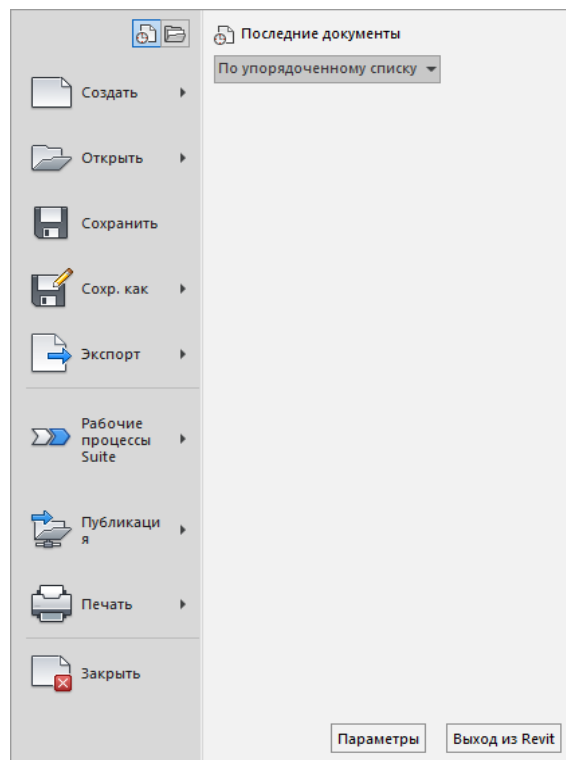 Последние документы
По упорядоченному списку
Создать
Открыть
Сохранить
Сохр. как
Экспорт
Рабочие
процессы
Suite
Публикаци
я
Печать
Закрыть
Параметры
Выход из Revit